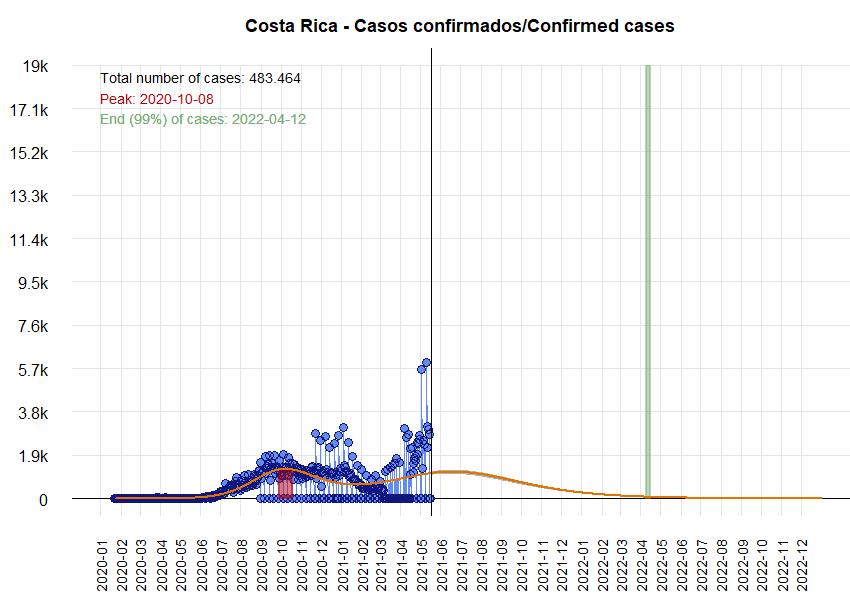 Costa Rica - Casos confirmados/Confirmed cases
Total number of cases: 483.464
Peak: 2020-10-08
End (99%) of cases: 2022-04-12
19k
17.1k
15.2k
13.3k
11.4k
9.5k
7.6k
5.7k
3.8k
1.9k
0
2020-01
2020-02
2020-03
2020-04
2020-05
2020-06
2020-07
2020-08
2020-09
2020-10
2020-11
2020-12
2021-01
2021-02
2021-03
2021-04
2021-05
2021-06
2021-07
2021-08
2021-09
2021-10
2021-11
2021-12
2022-01
2022-02
2022-03
2022-04
2022-05
2022-06
2022-07
2022-08
2022-09
2022-10
2022-11
2022-12